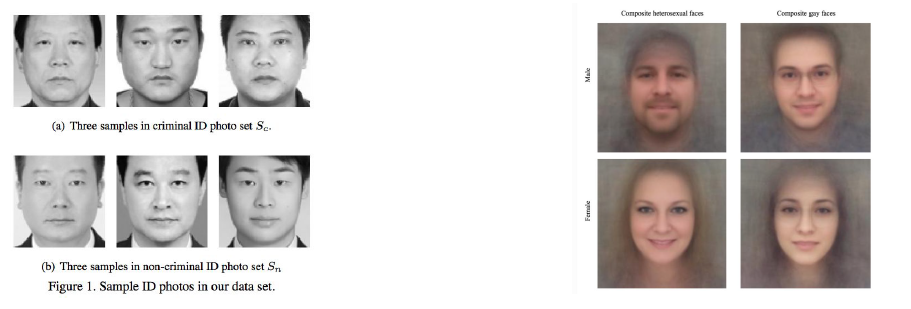 (a) Three samples in criminal ID photo set Sc.
(b) Three samples in non-criminal ID photo set Sn
Figure 1. Sample ID photos in our data set.
Composite heterosexual faces
Composite gay faces
Male
Female